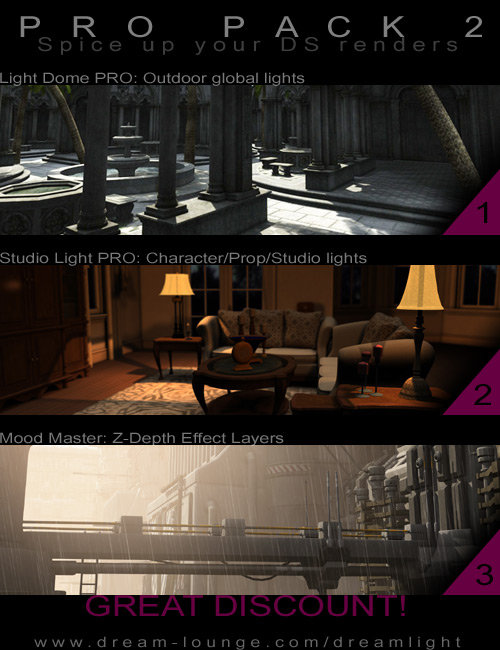 PRO PACK 2
Spice up your DS renders
Light Dome PRO: Outdoor global lights
1
Studio Light PRO: Character/Prop/Studio lights
2
Mood Master: Z-Depth Effect Layers
3
GREAT DISCOUNT!
www.dream-lounge.com/dreamlight